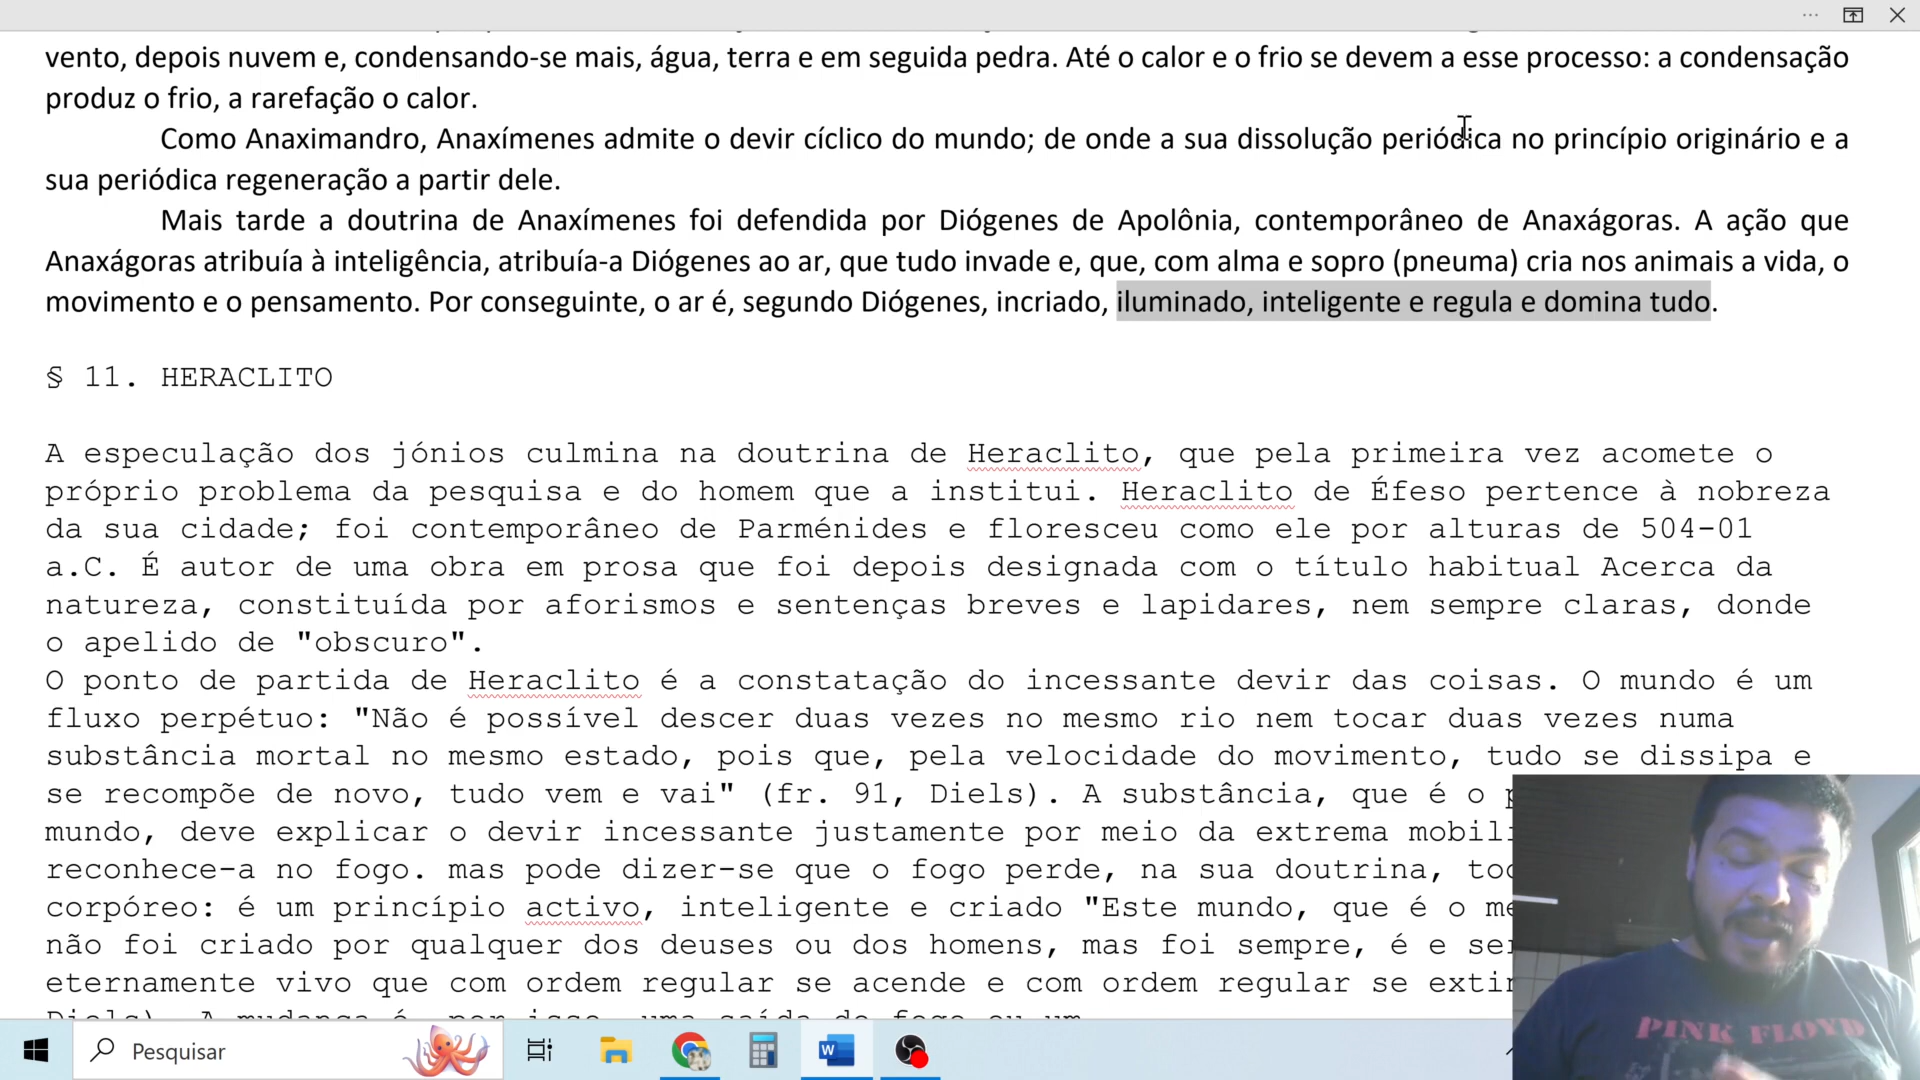 vento, depois nuvem e, condensando-se mais, água, terra e em seguida pedra. Até o calor e o frio se devem a esse processo: a condensação
produz o frio, a rarefação o calor.
Como Anaximandro, Anaxímenes admite o devir cíclico do mundo; de onde a sua dissolução periódica no princípio originário e a
sua periódica regeneração a partir dele.
Mais tarde a doutrina de Anaxímenes foi defendida por Diógenes de Apolônia, contemporâneo de Anaxágoras. A ação que
Anaxágoras atribuía à inteligência, atribuía-a Diógenes ao ar, que tudo invade e, que, com alma e sopro (pneuma) cria nos animais a vida, o
movimento e o pensamento. Por conseguinte, o ar é, segundo Diógenes, incriado, iluminado, inteligente e regula e domina tudo.
§ 11. HERACLITO
A especulação dos jónios culmina na doutrina de Heraclito, que pela primeira vez acomete o
próprio problema da pesquisa e do homem que a institui. Heraclito de Éfeso pertence à nobreza
da sua cidade; foi contemporâneo de Parménides e floresceu como ele por alturas de 504-01
a.C. É autor de uma obra em prosa que foi depois designada com o título habitual Acerca da
natureza, constituída por aforismos e sentenças breves e lapidares, nem sempre claras, donde
o apelido de "obscuro".
O ponto de partida de Heraclito é a constatação do incessante devir das coisas. O mundo é um
fluxo perpétuo: "Não é possível descer duas vezes no mesmo rio nem tocar duas vezes numa
substância mortal no mesmo estado, pois que, pela velocidade do movimento, tudo se dissipa e
se recompõe de novo, tudo vem e vai" (fr. 91, Diels). A substância, que é o
mundo, deve explicar o devir incessante justamente por meio da extrema
reconhece-a no fogo. mas pode dizer-se que o fogo perde, na sua doutrina,
corpóreo: é um princípio activo, inteligente e criado "Este mundo, que é o
não foi criado por qualquer dos deuses ou dos homens, mas foi sempre, é e
eternamente vivo que com ordem regular se acende e com ordem regular se
Diels). A mudança é, por isso, uma saída do fogo ou um
Pesquisar
PINK FLOYD